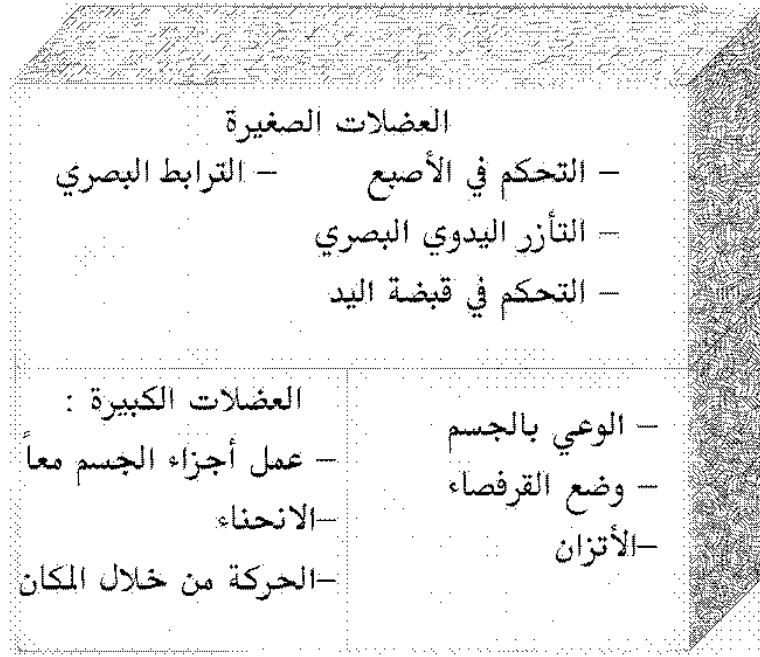 العضلات الصغيرة
– التحكم في الأصبع – الترابط البصري
– التأزر اليدوي البصري
– التحكم في قبضة اليد
– الوعي بالجسم
– وضع القرفصاء
–الأتزان
العضلات الكبيرة :
– عمل أجزاء الجسم معاً
–الانحناء
–الحركة من خلال المكان